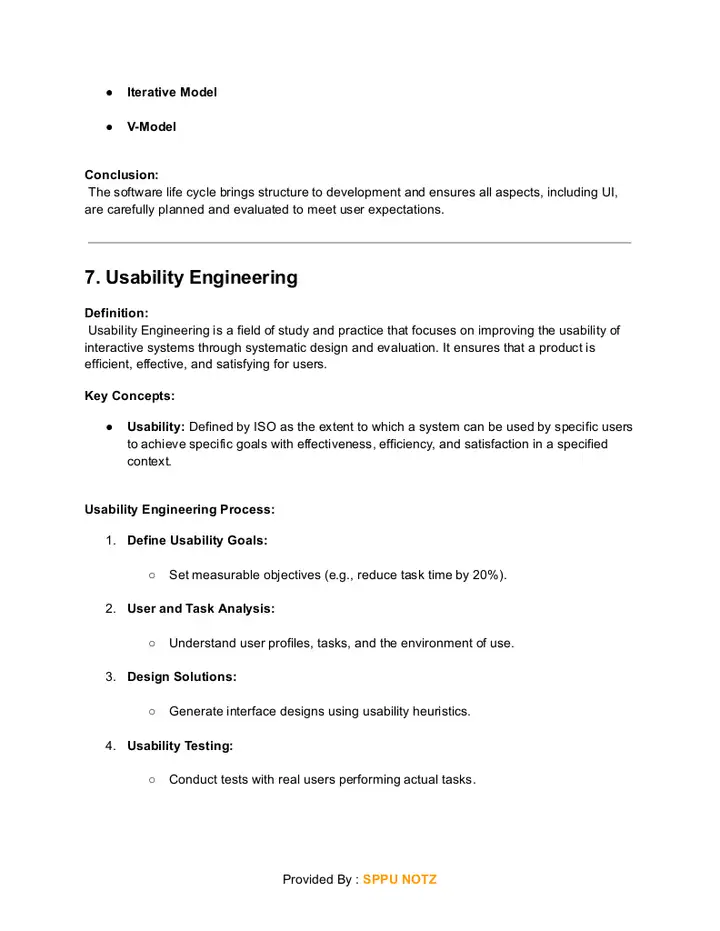 ● Iterative Model
● V-Model
Conclusion:
The software life cycle brings structure to development and ensures all aspects, including UI,
are carefully planned and evaluated to meet user expectations.
7. Usability Engineering
Definition:
Usability Engineering is a field of study and practice that focuses on improving the usability of
interactive systems through systematic design and evaluation. It ensures that a product is
efficient, effective, and satisfying for users.
Key Concepts:
● Usability: Defined by ISO as the extent to which a system can be used by specific users
to achieve specific goals with effectiveness, efficiency, and satisfaction in a specified
context.
Usability Engineering Process:
1. Define Usability Goals:
○ Set measurable objectives (e.g., reduce task time by 20%).
2. User and Task Analysis:
○ Understand user profiles, tasks, and the environment of use.
3. Design Solutions:
○ Generate interface designs using usability heuristics.
4. Usability Testing:
○ Conduct tests with real users performing actual tasks.
Provided By : SPPU NOTZ